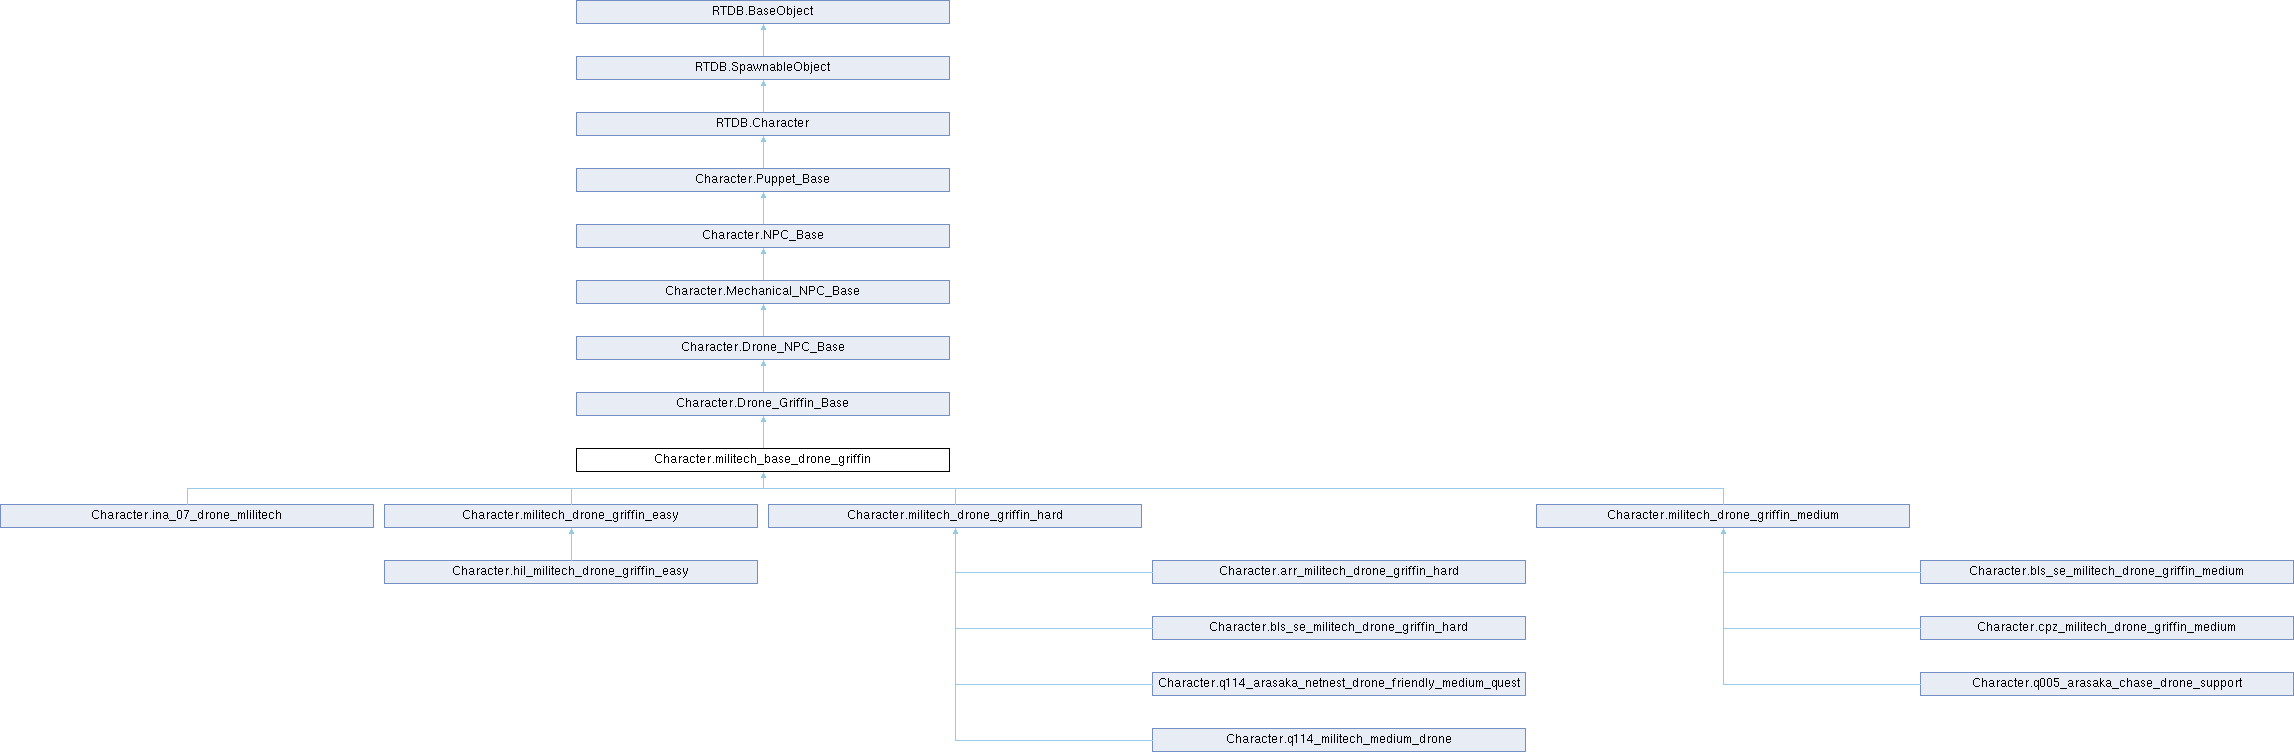 RTDB.BaseObject
RTDB.SpawnableObject
RTDB.Character
Character.Puppet_Base
Character.NPC_Base
Character.Mechanical_NPC_Base
Character.Drone_NPC_Base
Character.Drone_Griffin_Base
Character.militech_base_drone_griffin
Character.ina_07_drone_mlilitech
Character.militech_drone_griffin_easy
Character.militech_drone_griffin_hard
Character.militech_drone_griffin_medium
Character.hil_militech_drone_griffin_easy
Character.arr_militech_drone_griffin_hard
Character.bls_se_militech_drone_griffin_medium
Character.bls_se_militech_drone_griffin_hard
Character.cpz_militech_drone_griffin_medium
Character.q114_arasaka_netnest_drone_friendly_medium_quest
Character.q005_arasaka_chase_drone_support
Character.q114_militech_medium_drone